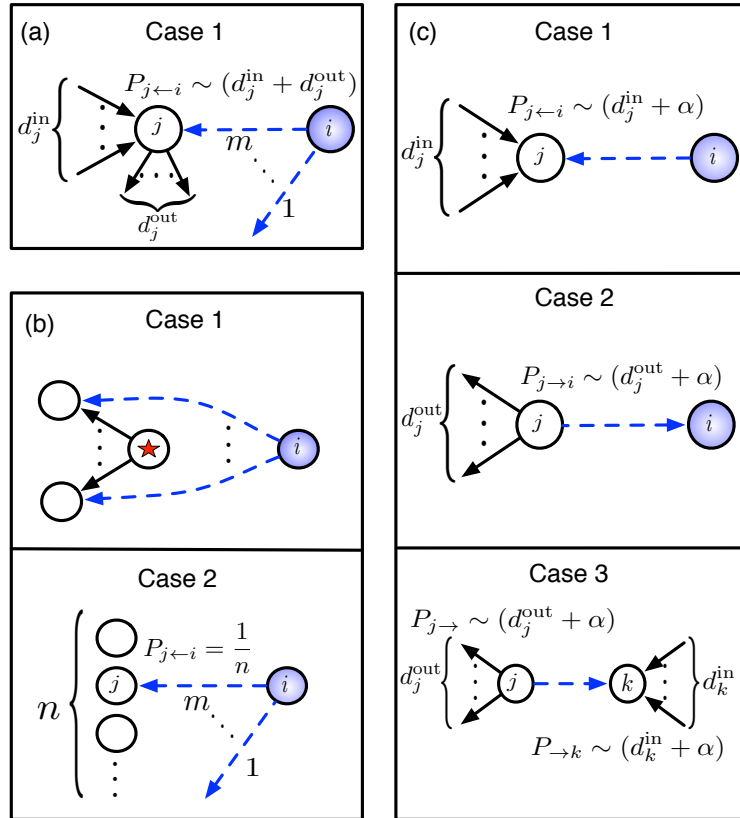 (a)
Case 1
P_{j←i} ∼ (d_j^{in} + d_j^{out})
d_j^{in}
j
i
m
1
d_j^{out}
(b)
Case 1
i
Case 2
P_{j←i} = 1/n
n
j
i
m
1
(c)
Case 1
P_{j←i} ∼ (d_j^{in} + α)
d_j^{in}
j
i
Case 2
P_{j→i} ∼ (d_j^{out} + α)
d_j^{out}
j
i
Case 3
P_{j→} ∼ (d_j^{out} + α)
d_j^{out}
j
k
d_k^{in}
P_{→k} ∼ (d_k^{in} + α)